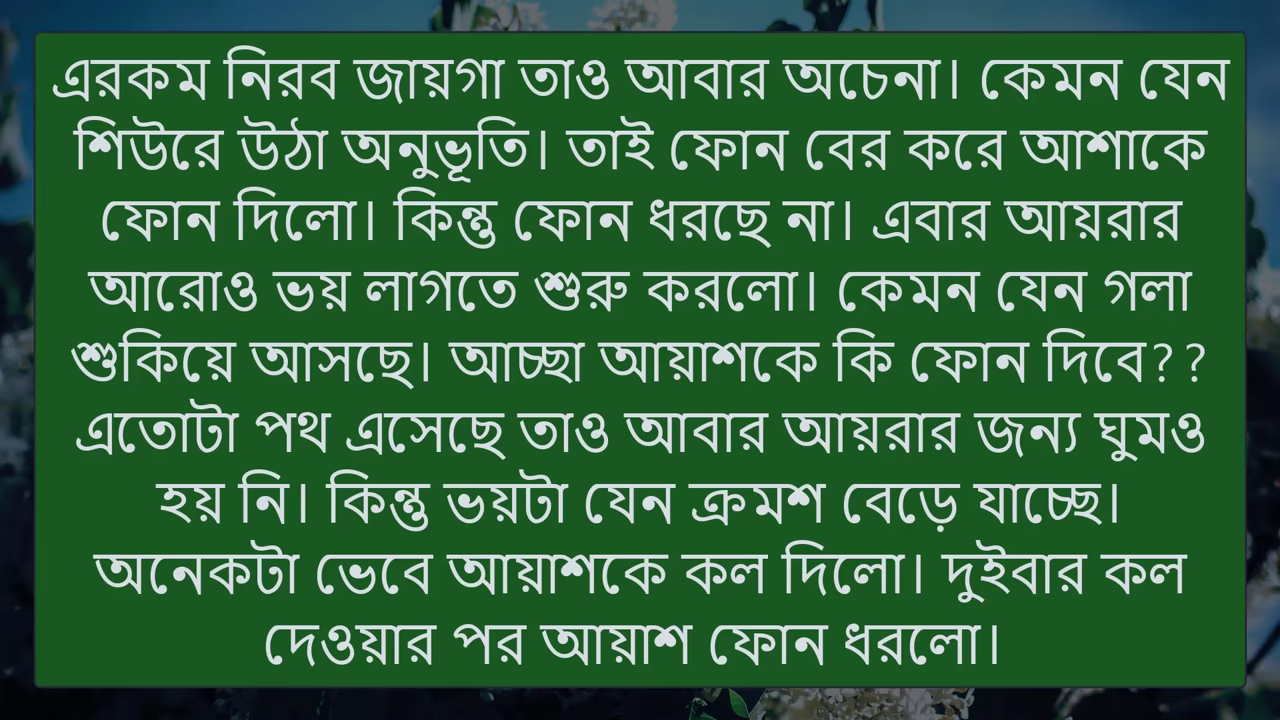 এরকম নিরব জায়গা তাও আবার অচেনা। কেমন যেন
শিউরে উঠা অনুভূতি। তাই ফোন বের করে আশাকে
ফোন দিলো। কিন্তু ফোন ধরছে না। এবার আয়রার
আরোও ভয় লাগতে শুরু করলো। কেমন যেন গলা
শুকিয়ে আসছে। আচ্ছা আয়াশকে কি ফোন দিবে??
এতোটা পথ এসেছে তাও আবার আয়রার জন্য ঘুমও
হয় নি। কিন্তু ভয়টা যেন ক্রমশ বেড়ে যাচ্ছে।
অনেকটা ভেবে আয়াশকে কল দিলো। দুইবার কল
দেওয়ার পর আয়াশ ফোন ধরলো।